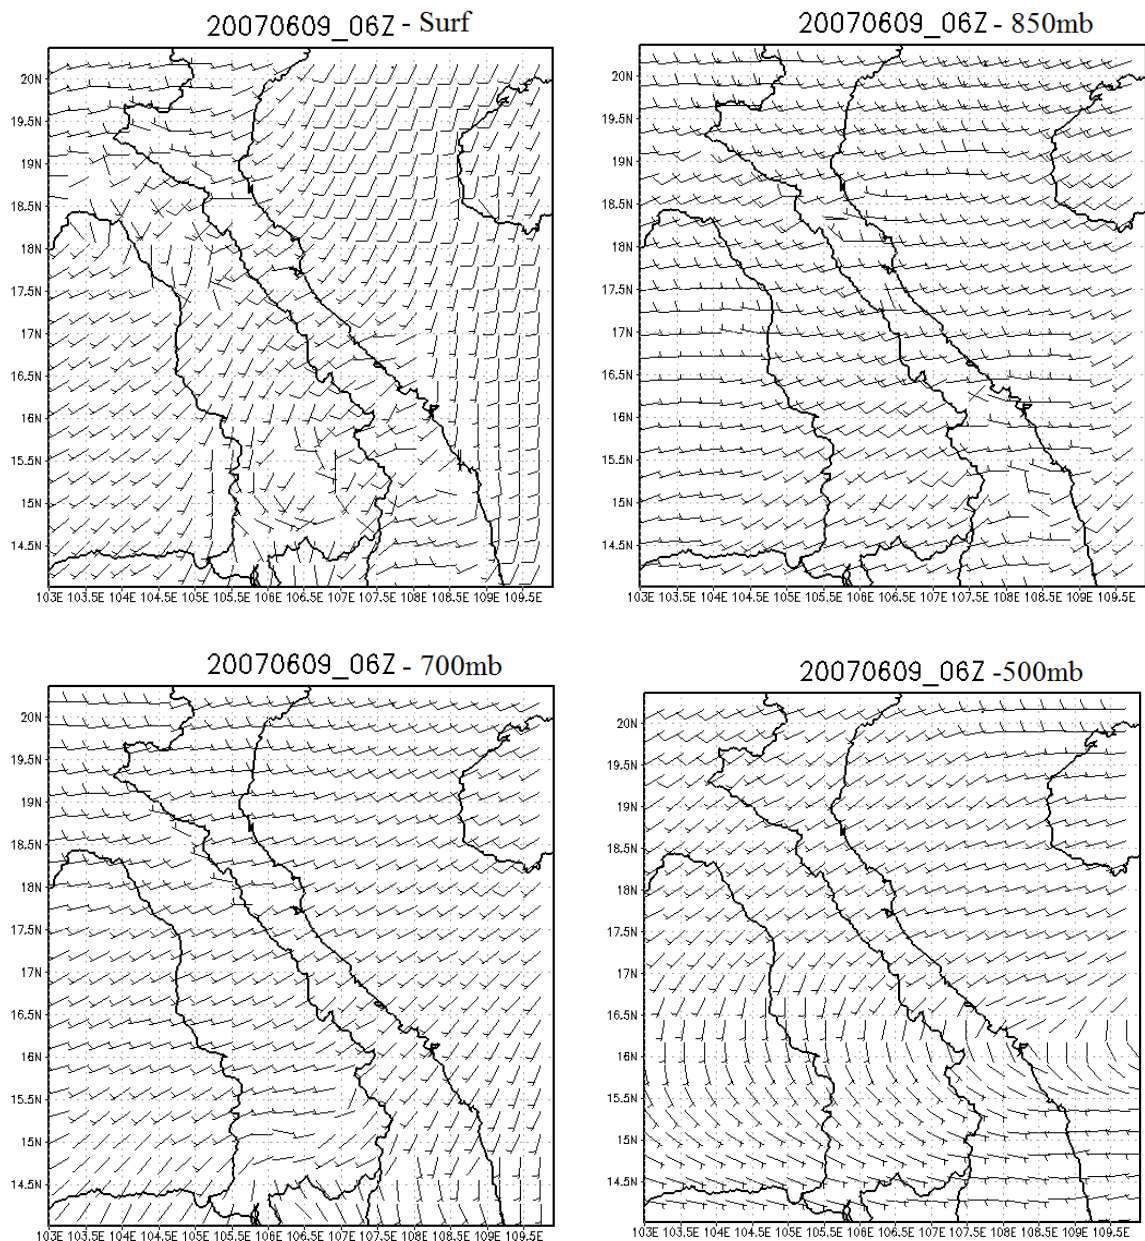 20070609_06Z - Surf
20N
19.5N
19N
18.5N
18N
17.5N
17N
16.5N
16N
15.5N
15N
14.5N
103E 103.5E 104E 104.5E 105E 105.5E 106E 106.5E 107E 107.5E 108E 108.5E 109E 109.5E
20070609_06Z - 850mb
20N
19.5N
19N
18.5N
18N
17.5N
17N
16.5N
16N
15.5N
15N
14.5N
103E 103.5E 104E 104.5E 105E 105.5E 106E 106.5E 107E 107.5E 108E 108.5E 109E 109.5E
20070609_06Z - 700mb
20N
19.5N
19N
18.5N
18N
17.5N
17N
16.5N
16N
15.5N
15N
14.5N
103E 103.5E 104E 104.5E 105E 105.5E 106E 106.5E 107E 107.5E 108E 108.5E 109E 109.5E
20070609_06Z -500mb
20N
19.5N
19N
18.5N
18N
17.5N
17N
16.5N
16N
15.5N
15N
14.5N
103E 103.5E 104E 104.5E 105E 105.5E 106E 106.5E 107E 107.5E 108E 108.5E 109E 109.5E